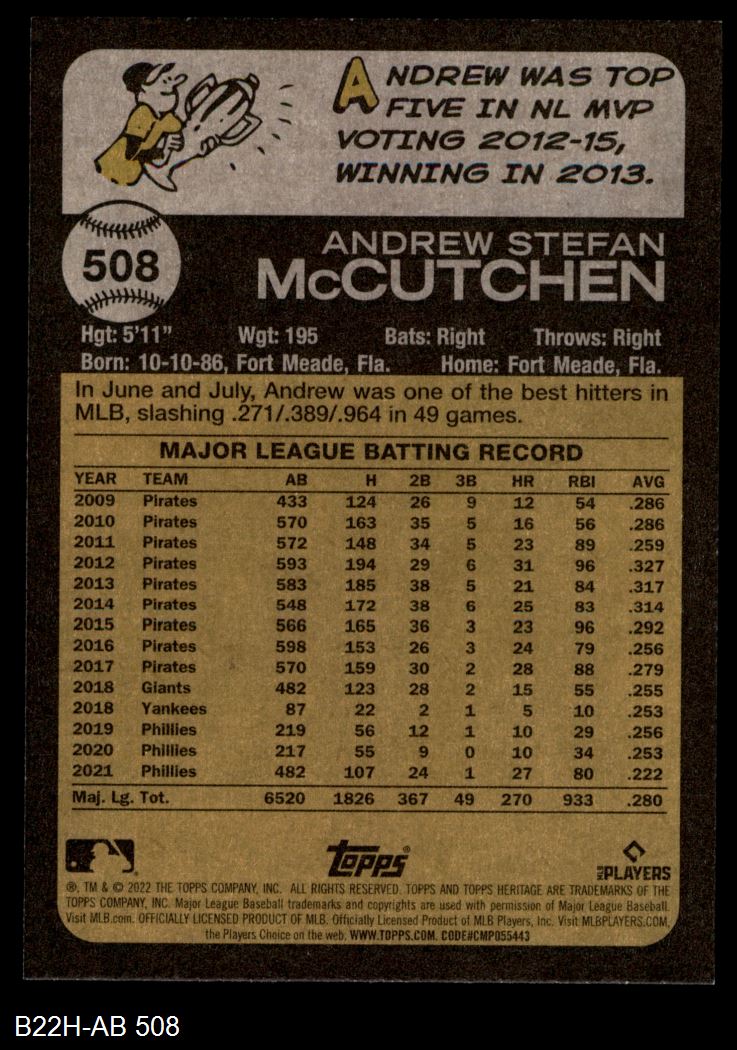 ANDREW WAS TOP
FIVE IN NL MVP
VOTING 2012-15,
WINNING IN 2013.
508
ANDREW STEFAN
McCUTCHEN
Hgt: 5'11" Wgt: 195 Bats: Right Throws: Right
Born: 10-10-86, Fort Meade, Fla. Home: Fort Meade, Fla.
In June and July, Andrew was one of the best hitters in
MLB, slashing .271/.389/.964 in 49 games.
MAJOR LEAGUE BATTING RECORD
YEAR TEAM AB H 2B 3B HR RBI AVG
2009 Pirates 433 124 26 9 12 54 .286
2010 Pirates 570 163 35 5 16 56 .286
2011 Pirates 572 148 34 5 23 89 .259
2012 Pirates 593 194 29 6 31 96 .327
2013 Pirates 583 185 38 5 21 84 .317
2014 Pirates 548 172 38 6 25 83 .314
2015 Pirates 566 165 36 3 23 96 .292
2016 Pirates 598 153 26 3 24 79 .256
2017 Pirates 570 159 30 2 28 88 .279
2018 Giants 482 123 28 2 15 55 .255
2018 Yankees 87 22 2 1 5 10 .253
2019 Phillies 219 56 12 1 10 29 .256
2020 Phillies 217 55 9 0 10 34 .253
2021 Phillies 482 107 24 1 27 80 .222
Maj. Lg. Tot. 6520 1826 367 49 270 933 .280
Topps® MLB PLAYERS
®, TM & © 2022 THE TOPPS COMPANY, INC. ALL RIGHTS RESERVED. TOPPS AND TOPPS HERITAGE ARE TRADEMARKS OF THE
TOPPS COMPANY, INC. Major League Baseball trademarks and copyrights are used with permission of Major League Baseball.
Visit MLB.com. OFFICIALLY LICENSED PRODUCT OF MLB. Officially Licensed Product of MLB Players, Inc. Visit MLBPLAYERS.COM,
the Players Choice on the web. WWW.TOPPS.COM. CODE#CMP055443
B22H-AB 508